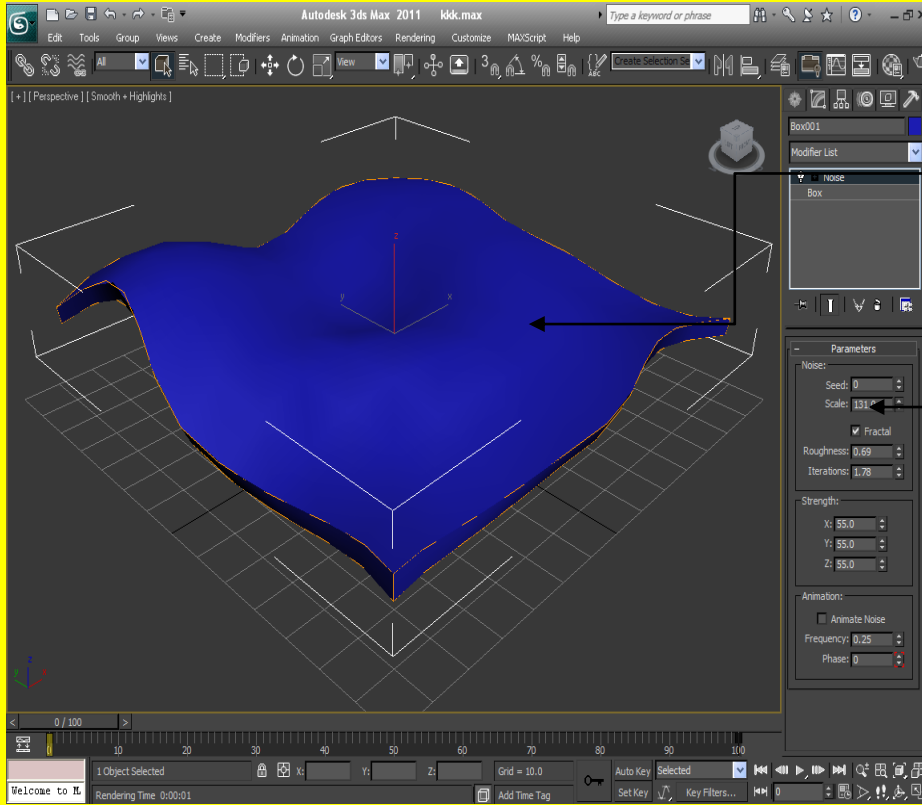 Autodesk 3ds Max 2011 kkk.max Type a keyword or phrase
Edit Tools Group Views Create Modifiers Animation Graph Editors Rendering Customize MAXScript Help
All View 3 Create Selection Se
[ + ] [ Perspective ] [ Smooth + Highlights ]
Box001
Modifier List
Noise
Box
z
y x
Parameters
Noise:
Seed: 0
Scale: 131.
Fractal
Roughness: 0.69
Iterations: 1.78
Strength:
X: 55.0
Y: 55.0
Z: 55.0
Animation:
Animate Noise
Frequency: 0.25
Phase: 0
z
y
< 0 / 100 >
0 10 20 30 40 50 60 70 80 90 100
1 Object Selected X: Y: Z: Grid = 10.0 Auto Key Selected
Welcome to M Rendering Time 0:00:01 Add Time Tag Set Key Key Filters... 0